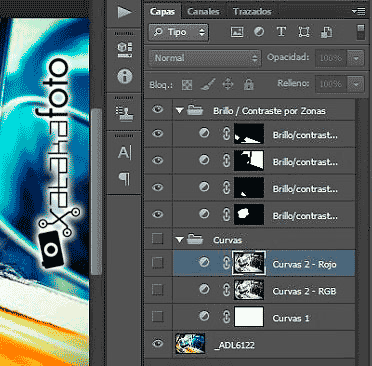 xatakafoto
Capas Canales Trazados
Tipo
Normal Opacidad: 100%
Bloq.: Relleno: 100%
Brillo / Contraste por Zonas
Brillo/contrast...
Brillo/contrast...
Brillo/contrast...
Brillo/contrast...
Curvas
Curvas 2 - Rojo
Curvas 2 - RGB
Curvas 1
_ADL6122